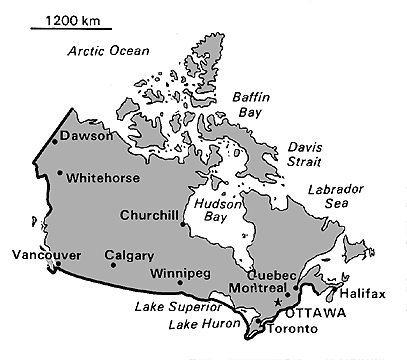 1200 km
Arctic Ocean
Baffin
Bay
Dawson
Davis
Strait
Whitehorse
Labrador
Sea
Hudson
Bay
Churchill
Vancouver
Calgary
Winnipeg
Quebec
Montreal
Halifax
Lake Superior
OTTAWA
Lake Huron
Toronto